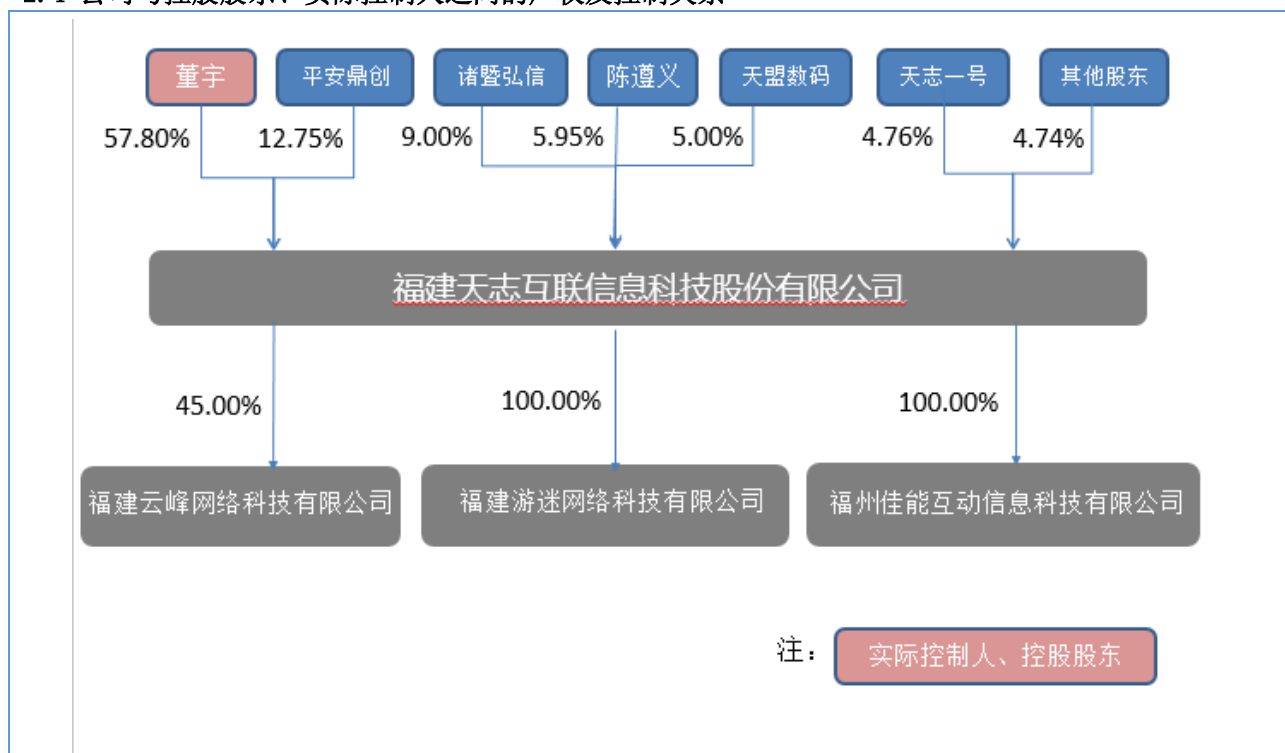 董宇 平安鼎创 诸暨弘信 陈遵义 天盟数码 天志一号 其他股东
57.80% 12.75% 9.00% 5.95% 5.00% 4.76% 4.74%
福建天志互联信息科技股份有限公司
45.00% 100.00% 100.00%
福建云峰网络科技有限公司 福建游迷网络科技有限公司 福州佳能互动信息科技有限公司
注： 实际控制人、控股股东